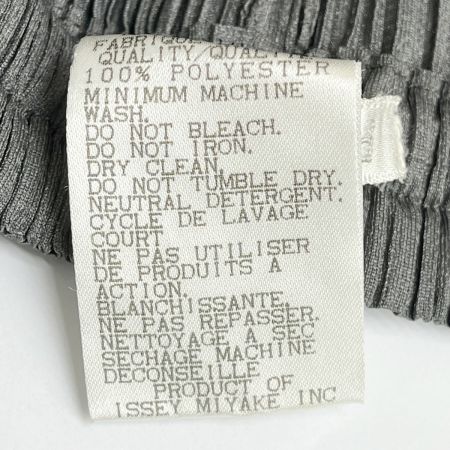 FABRIQUE
QUALITY/QUALITE
100% POLYESTER
MINIMUM MACHINE
WASH.
DO NOT BLEACH.
DO NOT IRON.
DRY CLEAN.
DO NOT TUMBLE DRY.
NEUTRAL DETERGENT.
CYCLE DE LAVAGE
COURT
NE PAS UTILISER
DE PRODUITS A
ACTION.
BLANCHISSANTE.
NE PAS REPASSER.
NETTOYAGE A SEC
SECHAGE MACHINE
DECONSEILLE
PRODUCT OF
ISSEY MIYAKE INC